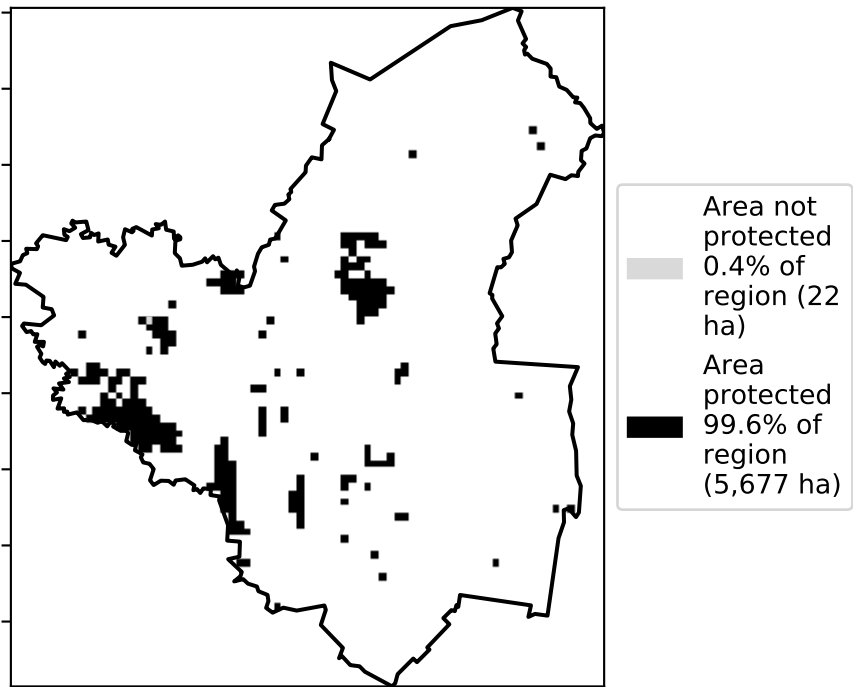 Area not
protected
0.4% of
region (22
ha)
Area
protected
99.6% of
region
(5,677 ha)